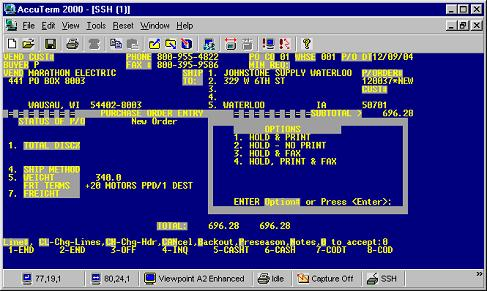 AccuTerm 2000 - [SSH (1)]
File Edit View Tools Reset Window Help
VEND CUST# PHONE 800-955-4822 PO CO 01 WHSE 001 P/O DT12/09/04
BUYER P FAX # 800-395-9586 MIN REQ:
VEND MARATHON ELECTRIC SHIP 1. JOHNSTONE SUPPLY WATERLOO P/ORDER#
441 PO BOX 8003 TO: 2. 329 W 6TH ST 120037*NEW
3. CUST#
4.
WAUSAU, WI 54402-0003 5. WATERLOO IA 50701
PURCHASE ORDER ENTRY SUBTOTAL > 696.28
STATUS OF P/O New Order
OPTIONS
1. HOLD & PRINT
1. TOTAL DISC% 2. HOLD - NO PRINT
3. HOLD & FAX
4. SHIP METHOD 4. HOLD, PRINT & FAX
5. WEIGHT 340.0
FRT TERMS +20 MOTORS PPD/1 DEST
7. FREIGHT ENTER Option# or Press <Enter>:
TOTAL: 696.28 696.28
Line#, CL-Chg-Lines,CH-Chg-Hdr,CANcel,Backout,Preseason,Notes,0 to accept:0
1-END 2-END 3-OFF 4-INQ 5-CASHT 6-CASH 7-CODT 8-COD
77,19,1 80,24,1 Viewpoint A2 Enhanced Idle Capture Off SSH